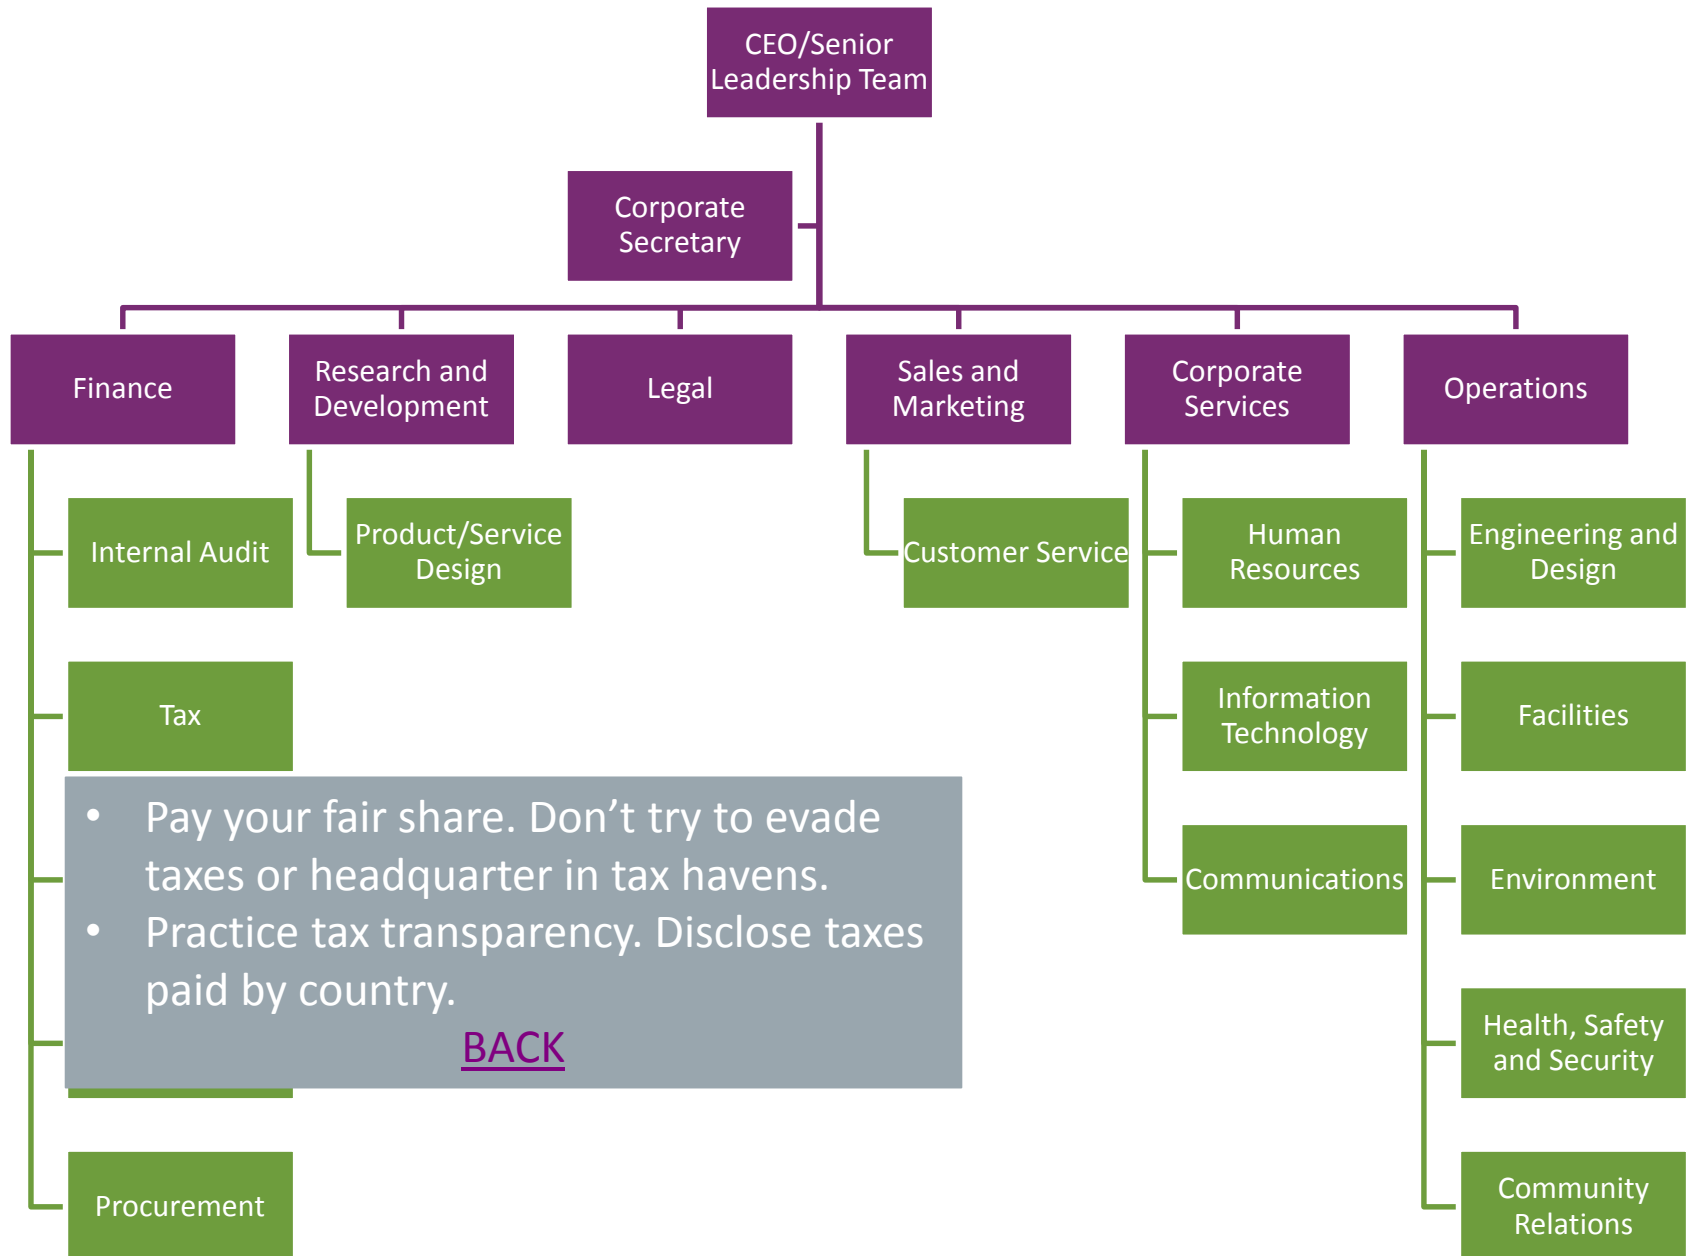 CEO/Senior
Leadership Team
Corporate
Secretary
Finance
Research and
Development
Legal
Sales and
Marketing
Corporate
Services
Operations
Internal Audit
Product/Service
Design
Customer Service
Human
Resources
Engineering and
Design
Tax
Information
Technology
Facilities
• Pay your fair share. Don’t try to evade
taxes or headquarter in tax havens.
• Practice tax transparency. Disclose taxes
paid by country.
BACK
Communications
Environment
Health, Safety
and Security
Procurement
Community
Relations